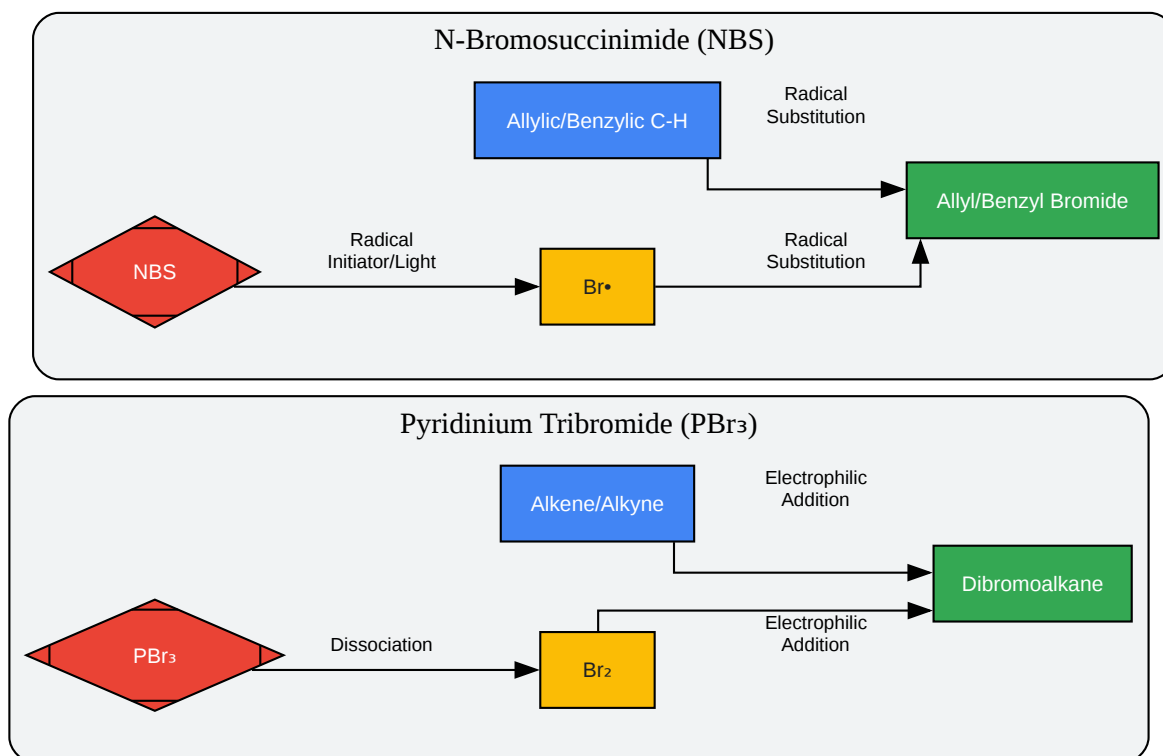 N-Bromosuccinimide (NBS)
Allylic/Benzylic C-H
Radical
Substitution
Allyl/Benzyl Bromide
NBS
Radical
Initiator/Light
Br•
Radical
Substitution
Pyridinium Tribromide (PBr₃)
Alkene/Alkyne
Electrophilic
Addition
Dibromoalkane
PBr₃
Dissociation
Br₂
Electrophilic
Addition